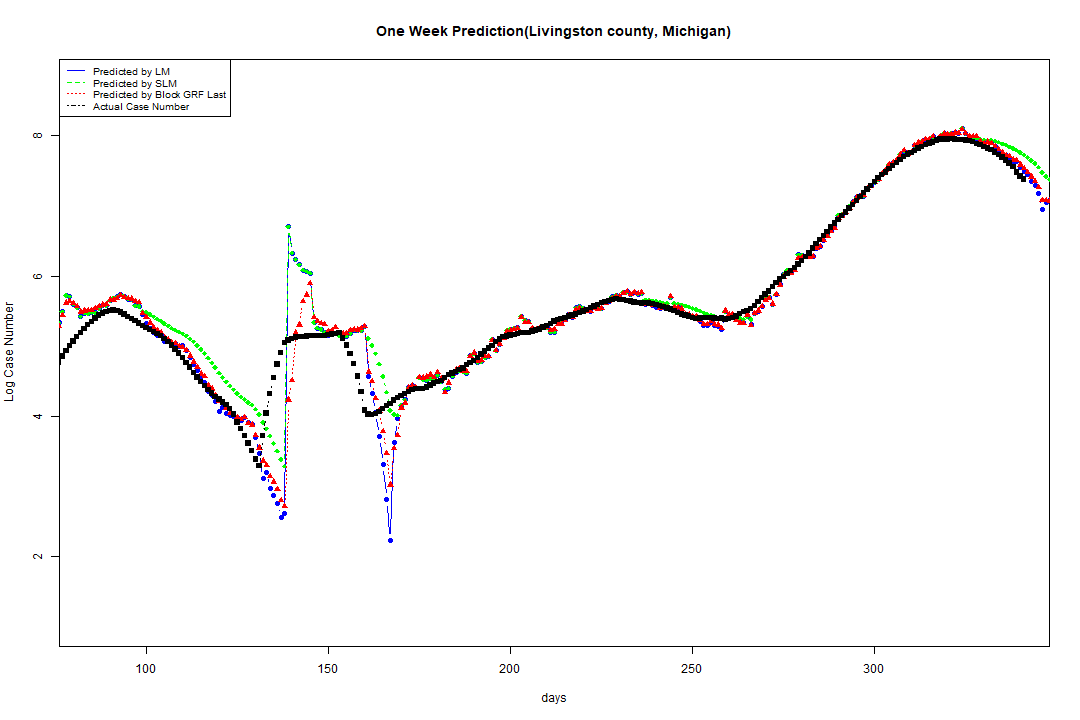 One Week Prediction(Livingston county, Michigan)
Predicted by LM
Predicted by SLM
Predicted by Block GRF Last
Actual Case Number
8
6
4
2
Log Case Number
100 150 200 250 300
days